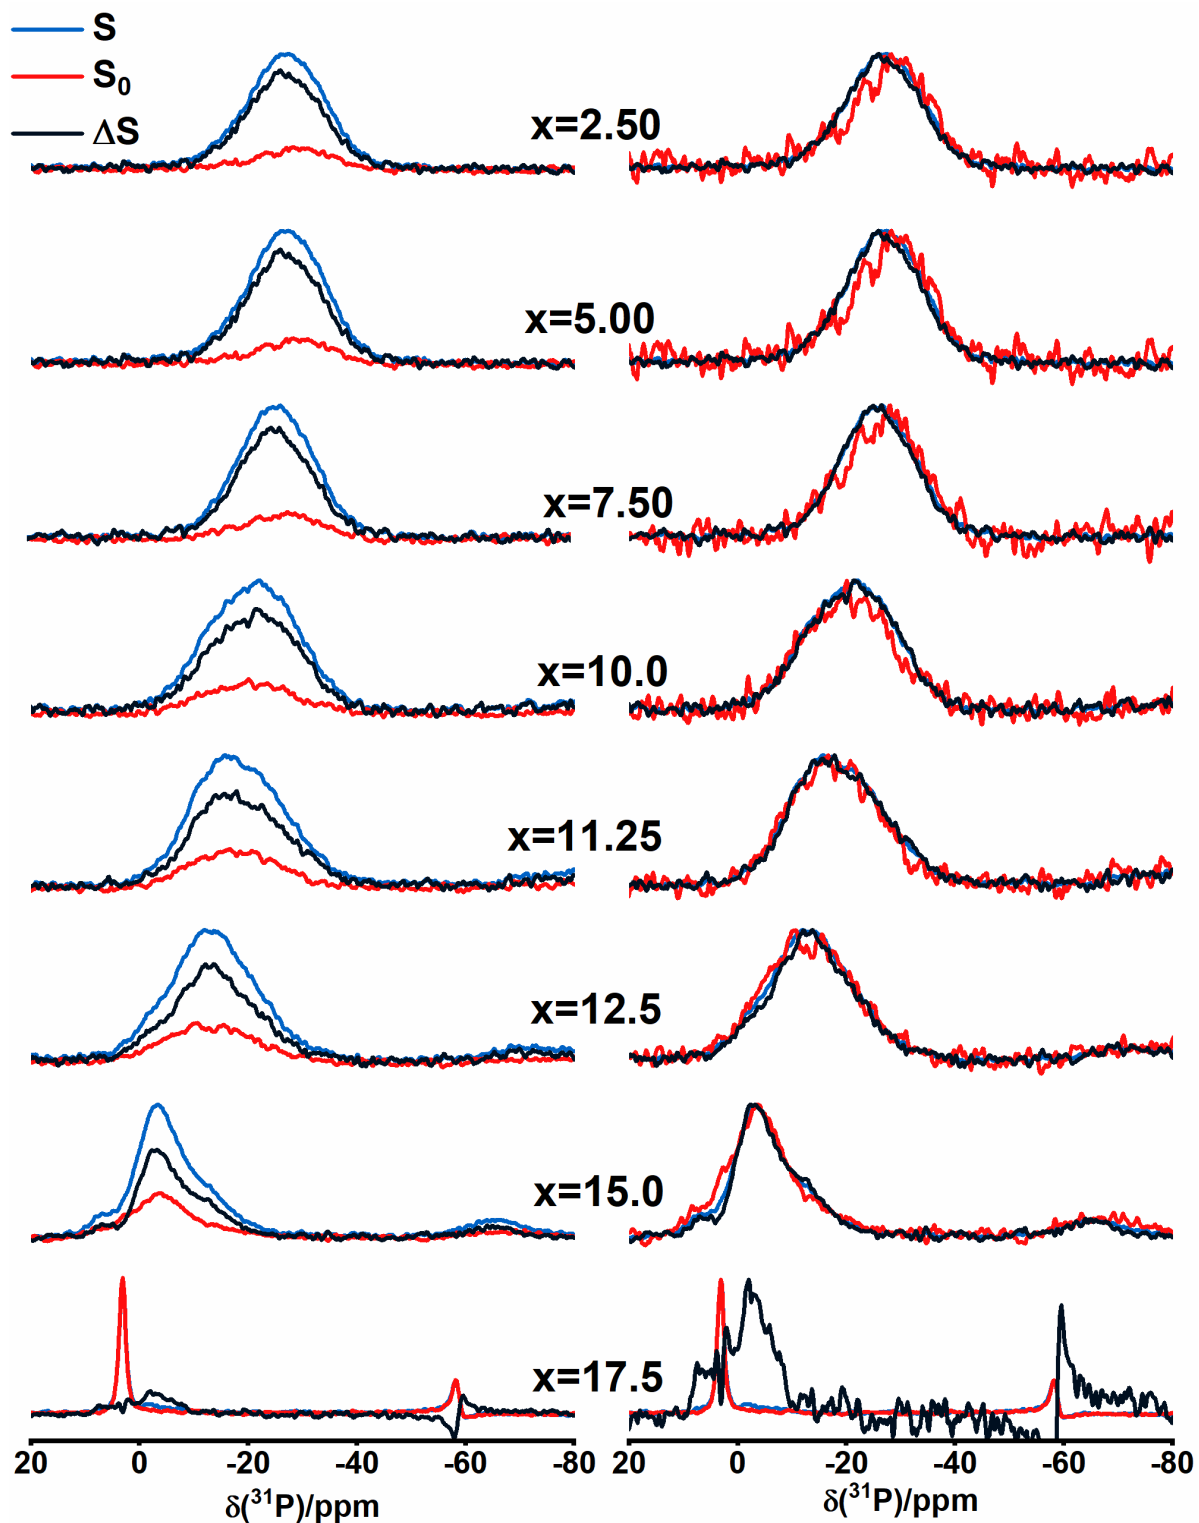 S
S₀
ΔS
x=2.50
x=5.00
x=7.50
x=10.0
x=11.25
x=12.5
x=15.0
x=17.5
20 0 -20 -40 -60 -80 20 0 -20 -40 -60 -80
δ(³¹P)/ppm δ(³¹P)/ppm